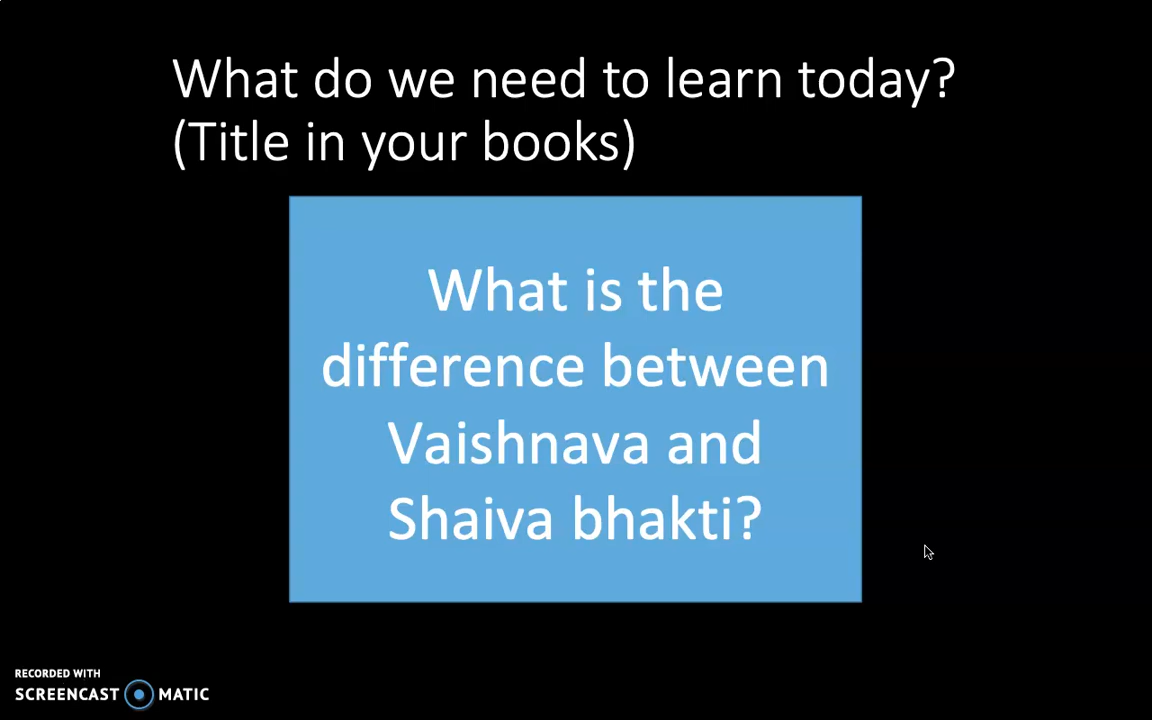 What do we need to learn today?
(Title in your books)
What is the
difference between
Vaishnava and
Shaiva bhakti?
RECORDED WITH
SCREENCAST MATIC